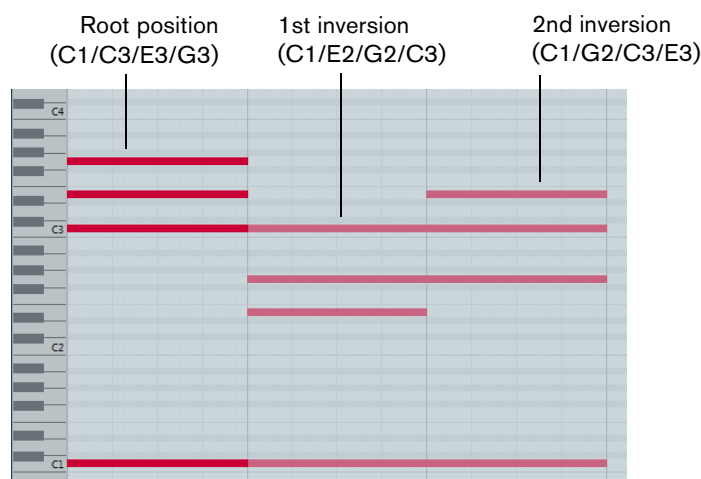 Root position
(C1/C3/E3/G3)
1st inversion
(C1/E2/G2/C3)
2nd inversion
(C1/G2/C3/E3)
C4
C3
C2
C1